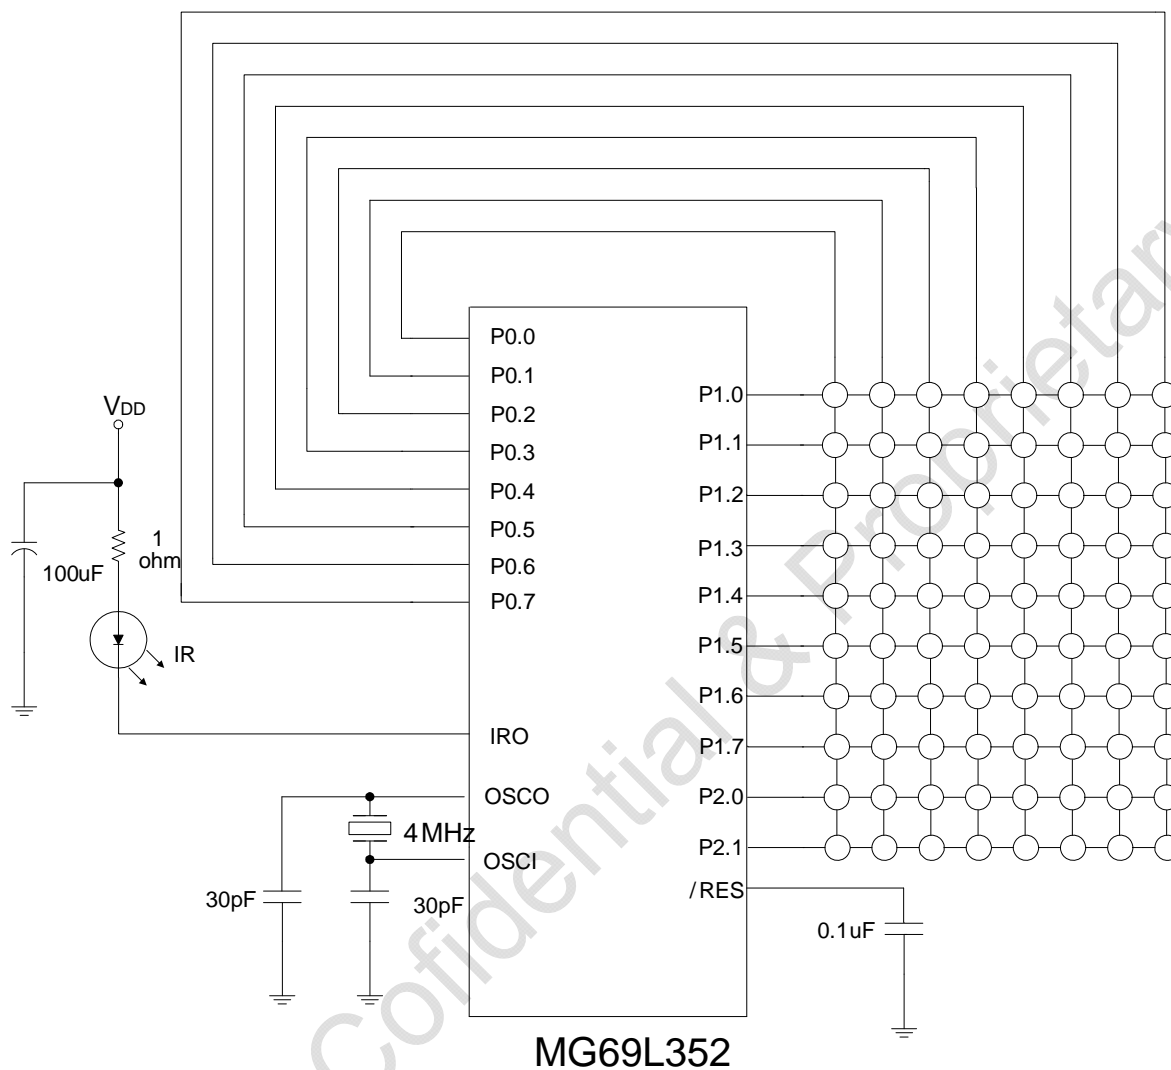 P0.0
P0.1
P0.2
P0.3
P0.4
P0.5
P0.6
P0.7
IRO
OSCO
OSCI
P1.0
P1.1
P1.2
P1.3
P1.4
P1.5
P1.6
P1.7
P2.0
P2.1
/RES
VDD
100uF
1
ohm
IR
4MHz
30pF
30pF
0.1uF
MG69L352
Cofidential & Proprietary